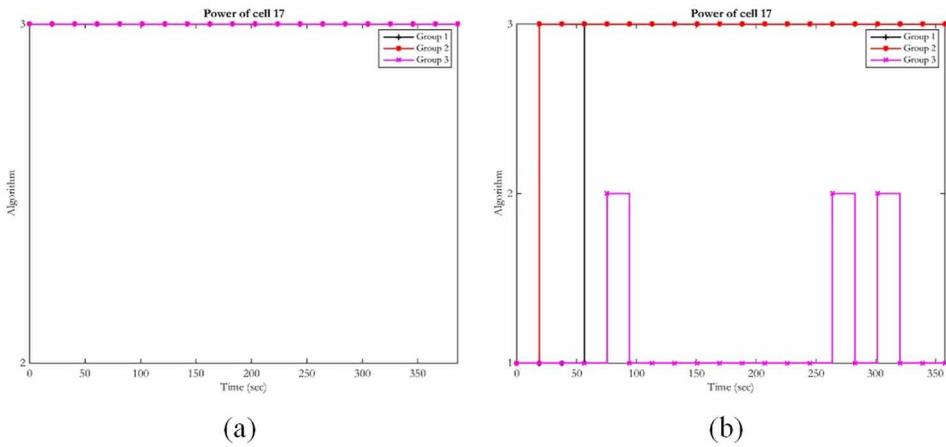 Power of cell 17
3
Group 1
Group 2
Group 3
Algorithm
2
0 50 100 150 200 250 300 350
Time (sec)
(a)
Power of cell 17
3
Group 1
Group 2
Group 3
2
Algorithm
1
0 50 100 150 200 250 300 350
Time (sec)
(b)